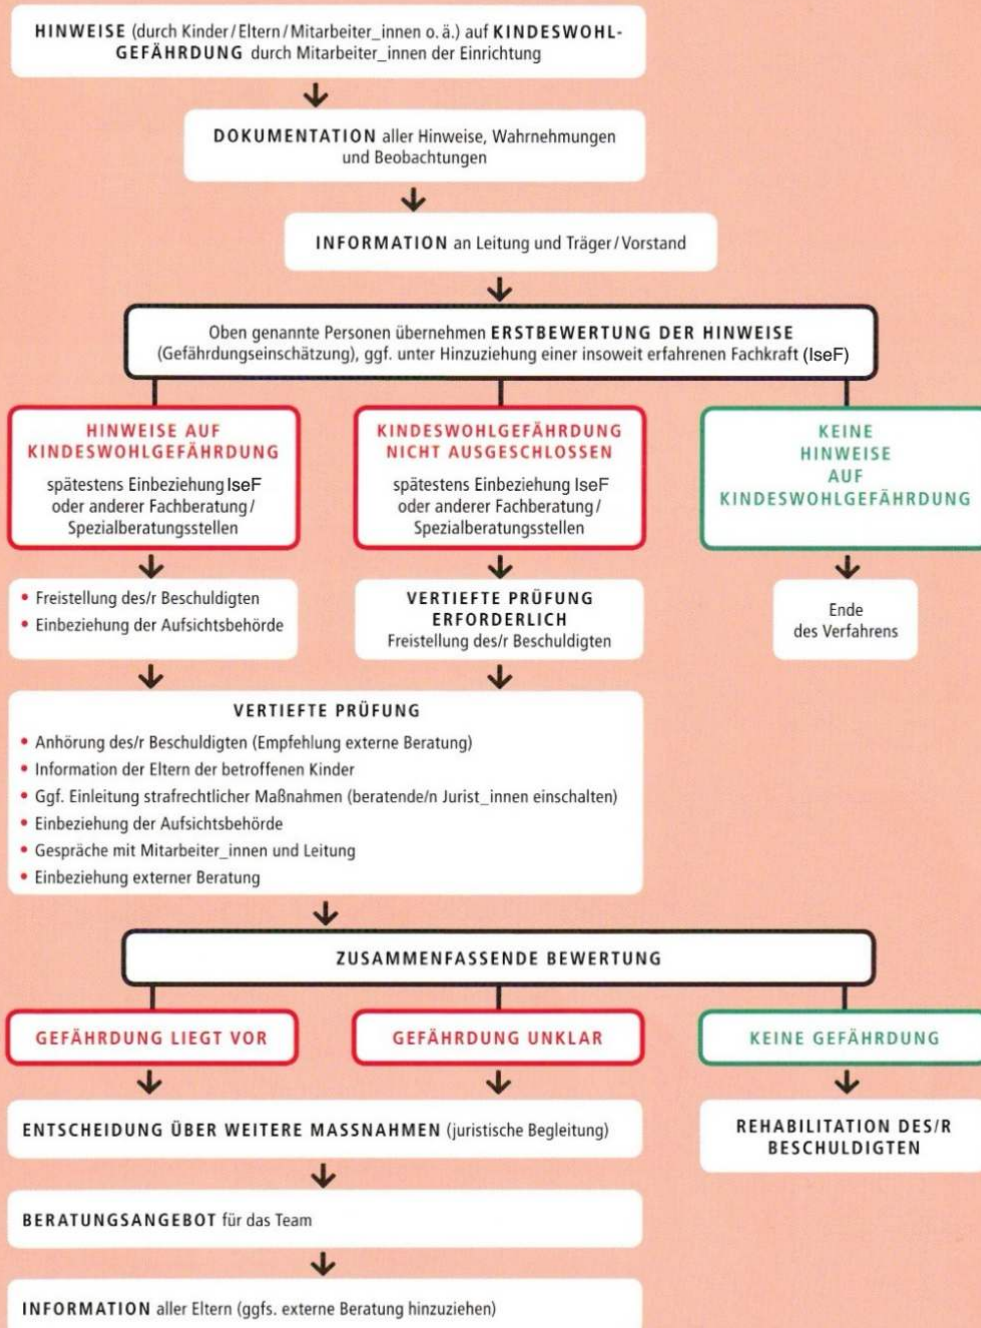 HINWEISE (durch Kinder/Eltern/Mitarbeiter_innen o. ä.) auf KINDESWOHL-
GEFÄHRDUNG durch Mitarbeiter_innen der Einrichtung
DOKUMENTATION aller Hinweise, Wahrnehmungen
und Beobachtungen
INFORMATION an Leitung und Träger/Vorstand
Oben genannte Personen übernehmen ERSTBEWERTUNG DER HINWEISE
(Gefährdungseinschätzung), ggf. unter Hinzuziehung einer insoweit erfahrenen Fachkraft (IseF)
HINWEISE AUF
KINDESWOHLGEFÄHRDUNG
spätestens Einbeziehung IseF
oder anderer Fachberatung/
Spezialberatungsstellen
KINDESWOHLGEFÄHRDUNG
NICHT AUSGESCHLOSSEN
spätestens Einbeziehung IseF
oder anderer Fachberatung/
Spezialberatungsstellen
KEINE
HINWEISE
AUF
KINDESWOHLGEFÄHRDUNG
• Freistellung des/r Beschuldigten
• Einbeziehung der Aufsichtsbehörde
VERTIEFTE PRÜFUNG
ERFORDERLICH
Freistellung des/r Beschuldigten
Ende
des Verfahrens
VERTIEFTE PRÜFUNG
• Anhörung des/r Beschuldigten (Empfehlung externe Beratung)
• Information der Eltern der betroffenen Kinder
• Ggf. Einleitung strafrechtlicher Maßnahmen (beratende/n Jurist_innen einschalten)
• Einbeziehung der Aufsichtsbehörde
• Gespräche mit Mitarbeiter_innen und Leitung
• Einbeziehung externer Beratung
ZUSAMMENFASSENDE BEWERTUNG
GEFÄHRDUNG LIEGT VOR
GEFÄHRDUNG UNKLAR
KEINE GEFÄHRDUNG
ENTSCHEIDUNG ÜBER WEITERE MASSNAHMEN (juristische Begleitung)
REHABILITATION DES/R
BESCHULDIGTEN
BERATUNGSANGEBOT für das Team
INFORMATION aller Eltern (ggfs. externe Beratung hinzuziehen)